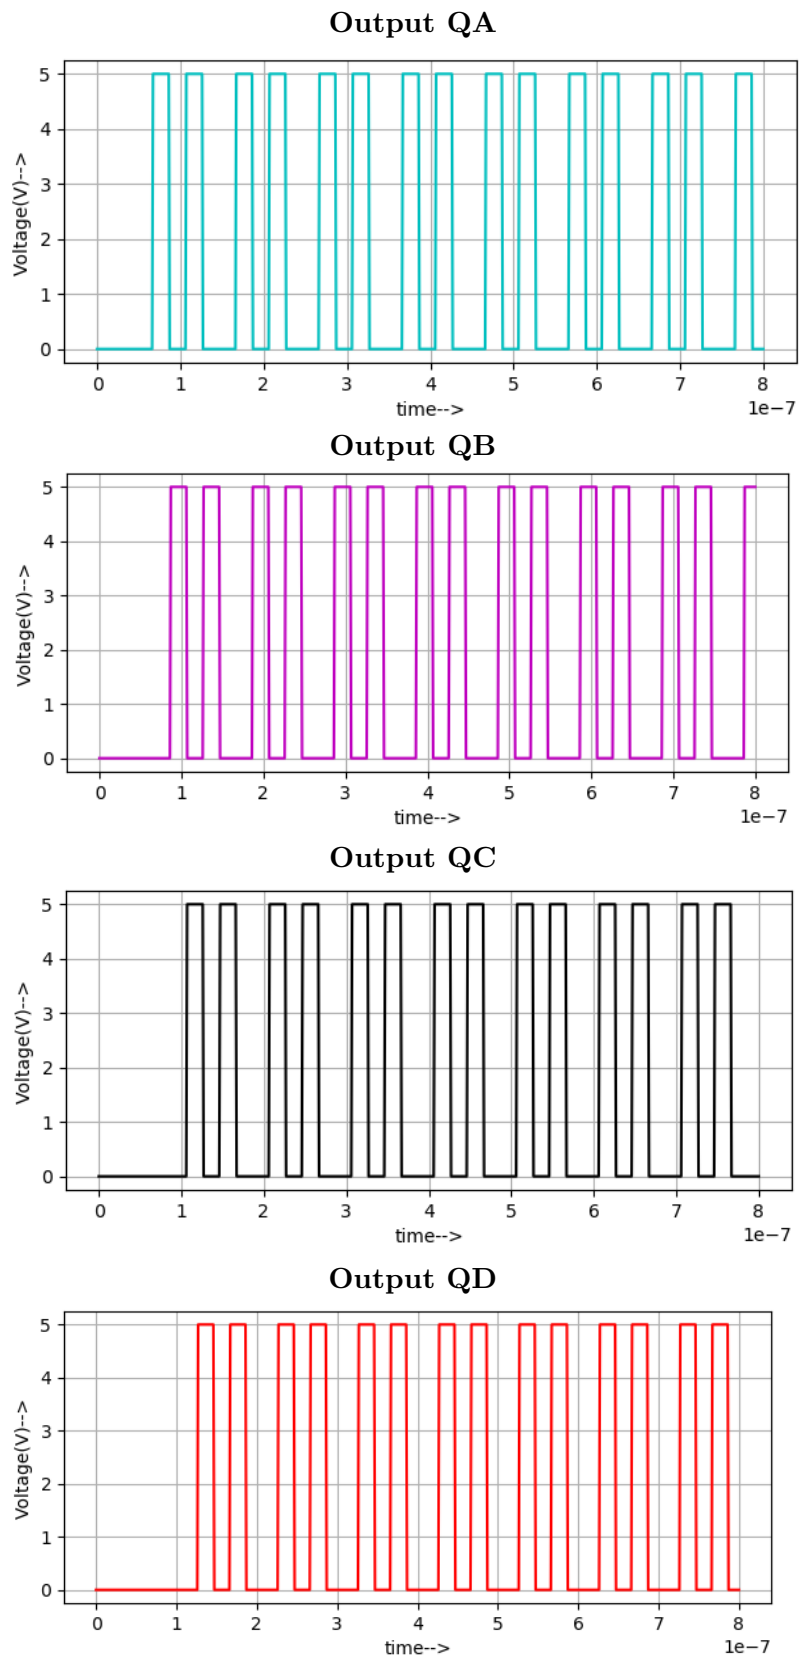 Output QA
Voltage(V)-->
5
4
3
2
1
0
0 1 2 3 4 5 6 7 8
time-->
1e−7
Output QB
Voltage(V)-->
5
4
3
2
1
0
0 1 2 3 4 5 6 7 8
time-->
1e−7
Output QC
Voltage(V)-->
5
4
3
2
1
0
0 1 2 3 4 5 6 7 8
time-->
1e−7
Output QD
Voltage(V)-->
5
4
3
2
1
0
0 1 2 3 4 5 6 7 8
time-->
1e−7